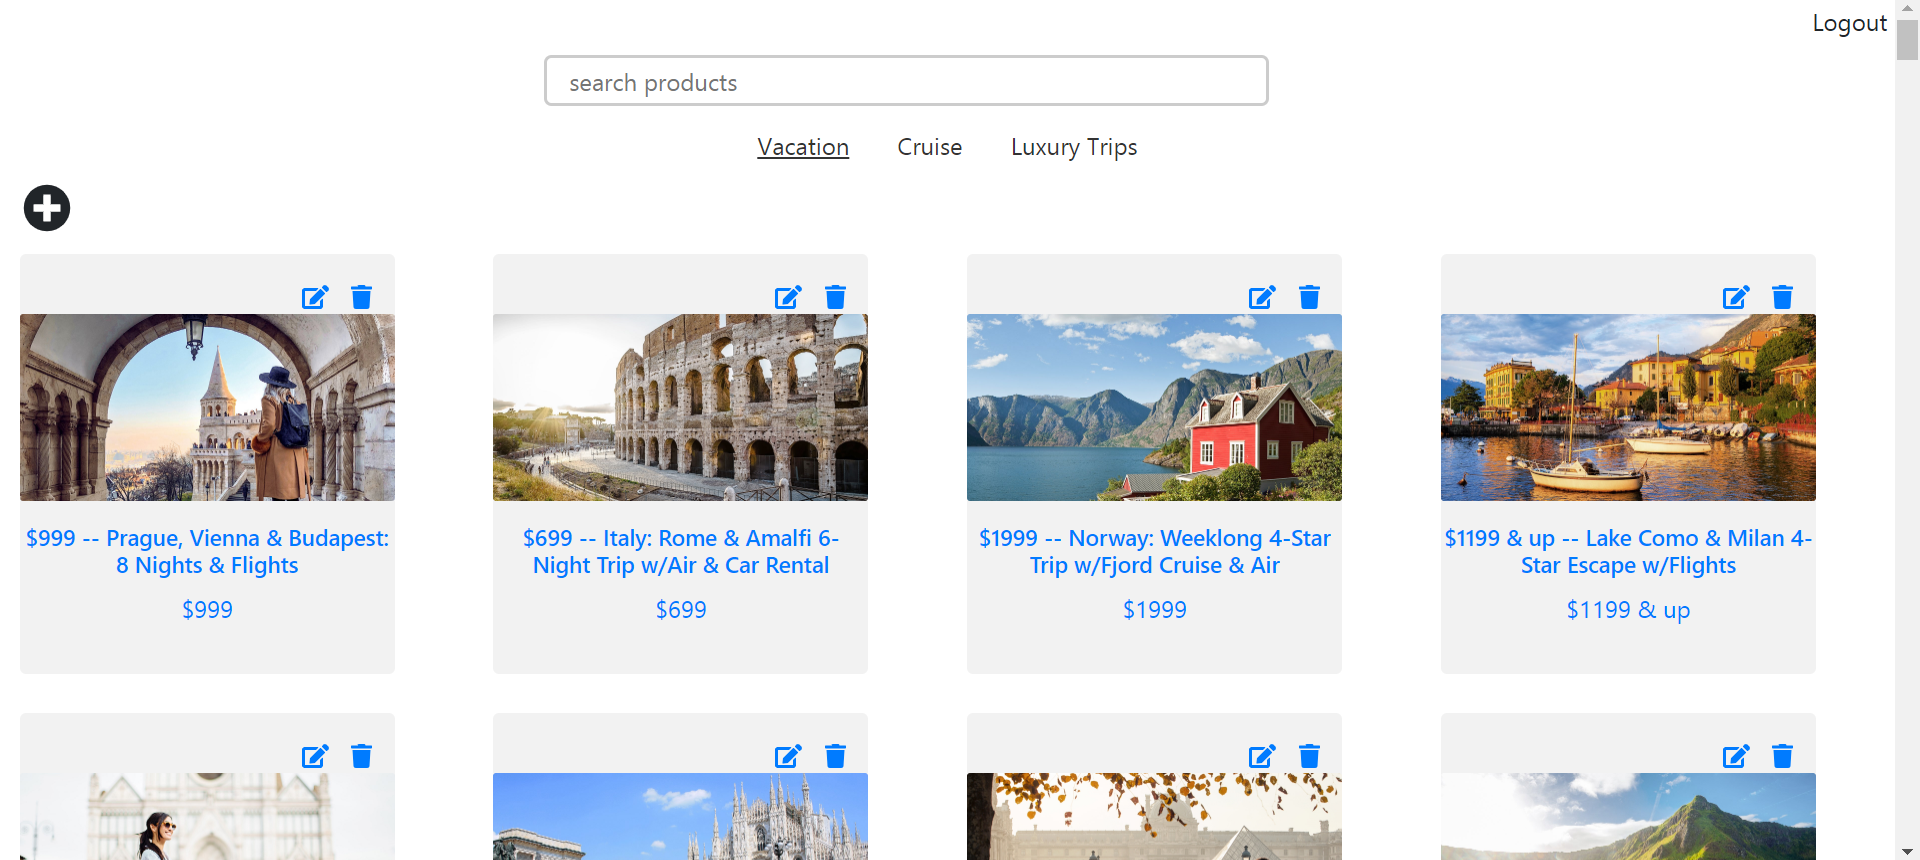 Logout
search products
Vacation Cruise Luxury Trips
$999 -- Prague, Vienna & Budapest:
8 Nights & Flights
$999
$699 -- Italy: Rome & Amalfi 6-
Night Trip w/Air & Car Rental
$699
$1999 -- Norway: Weeklong 4-Star
Trip w/Fjord Cruise & Air
$1999
$1199 & up -- Lake Como & Milan 4-
Star Escape w/Flights
$1199 & up